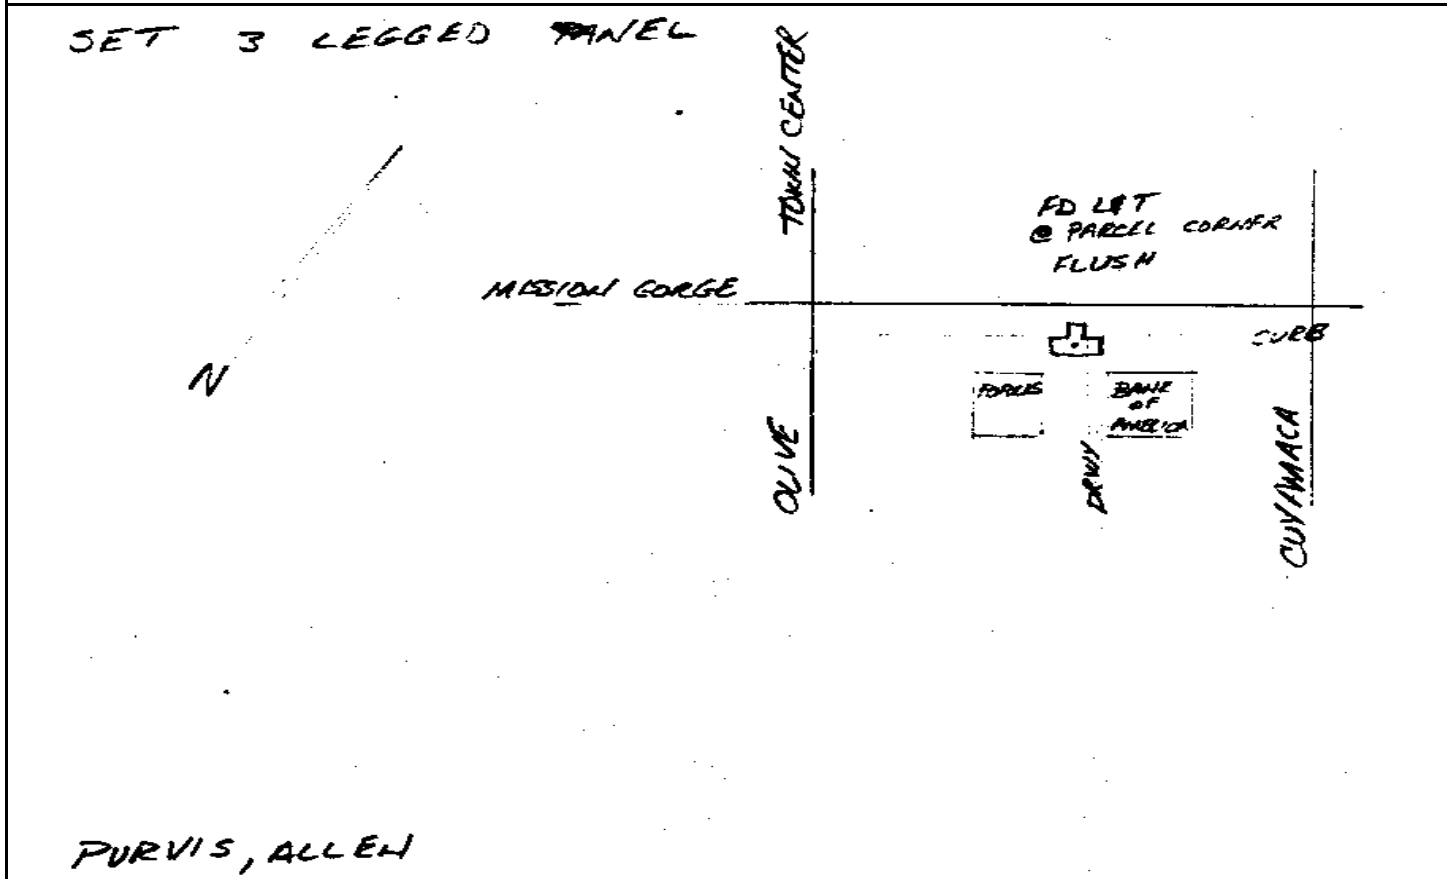 SET 3 LEGGED PANEL
TOWN CENTER
FD L&T
@ PARCEL CORNER
FLUSH
MISSION GORGE
CURB
N
BANK
OF
AMERICA
OLIVE
DRWY
CUYAMACA
PURVIS, ALLEN